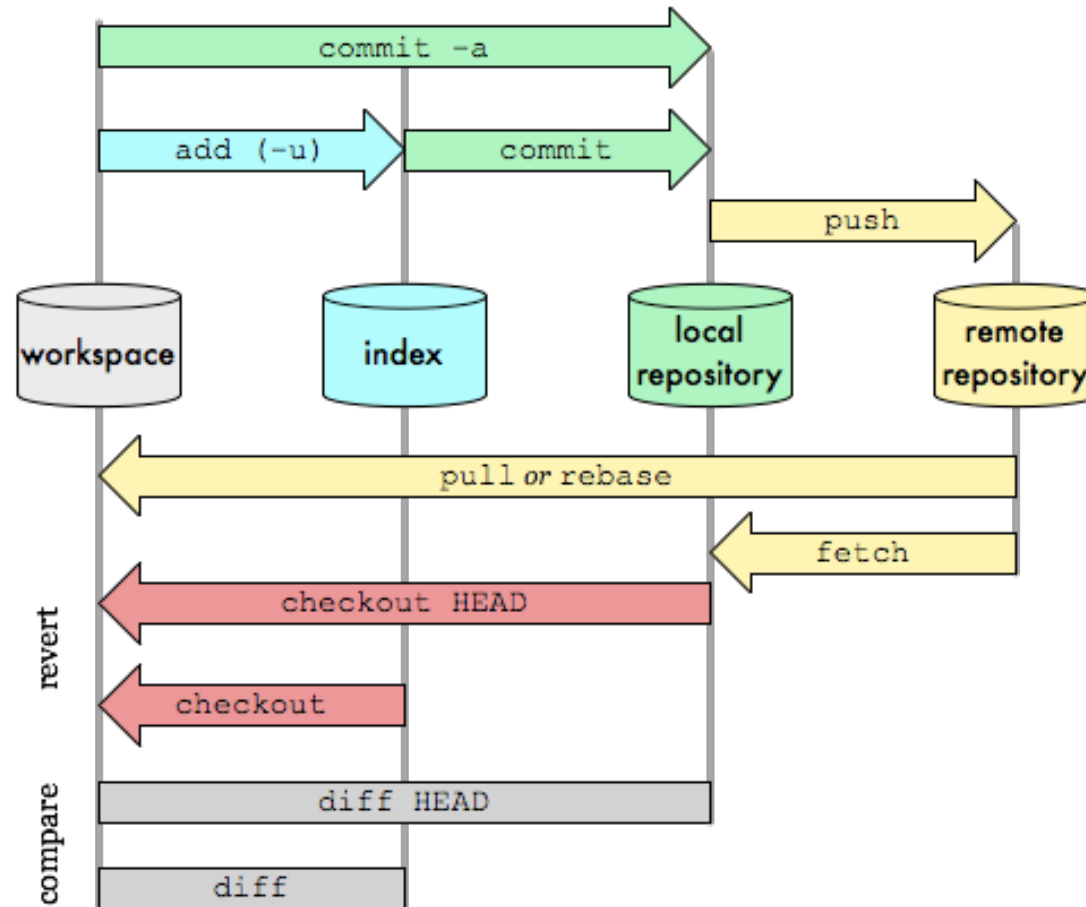 commit -a
add (-u)
commit
push
workspace
index
local
repository
remote
repository
pull or rebase
fetch
checkout HEAD
revert
checkout
diff HEAD
compare
diff